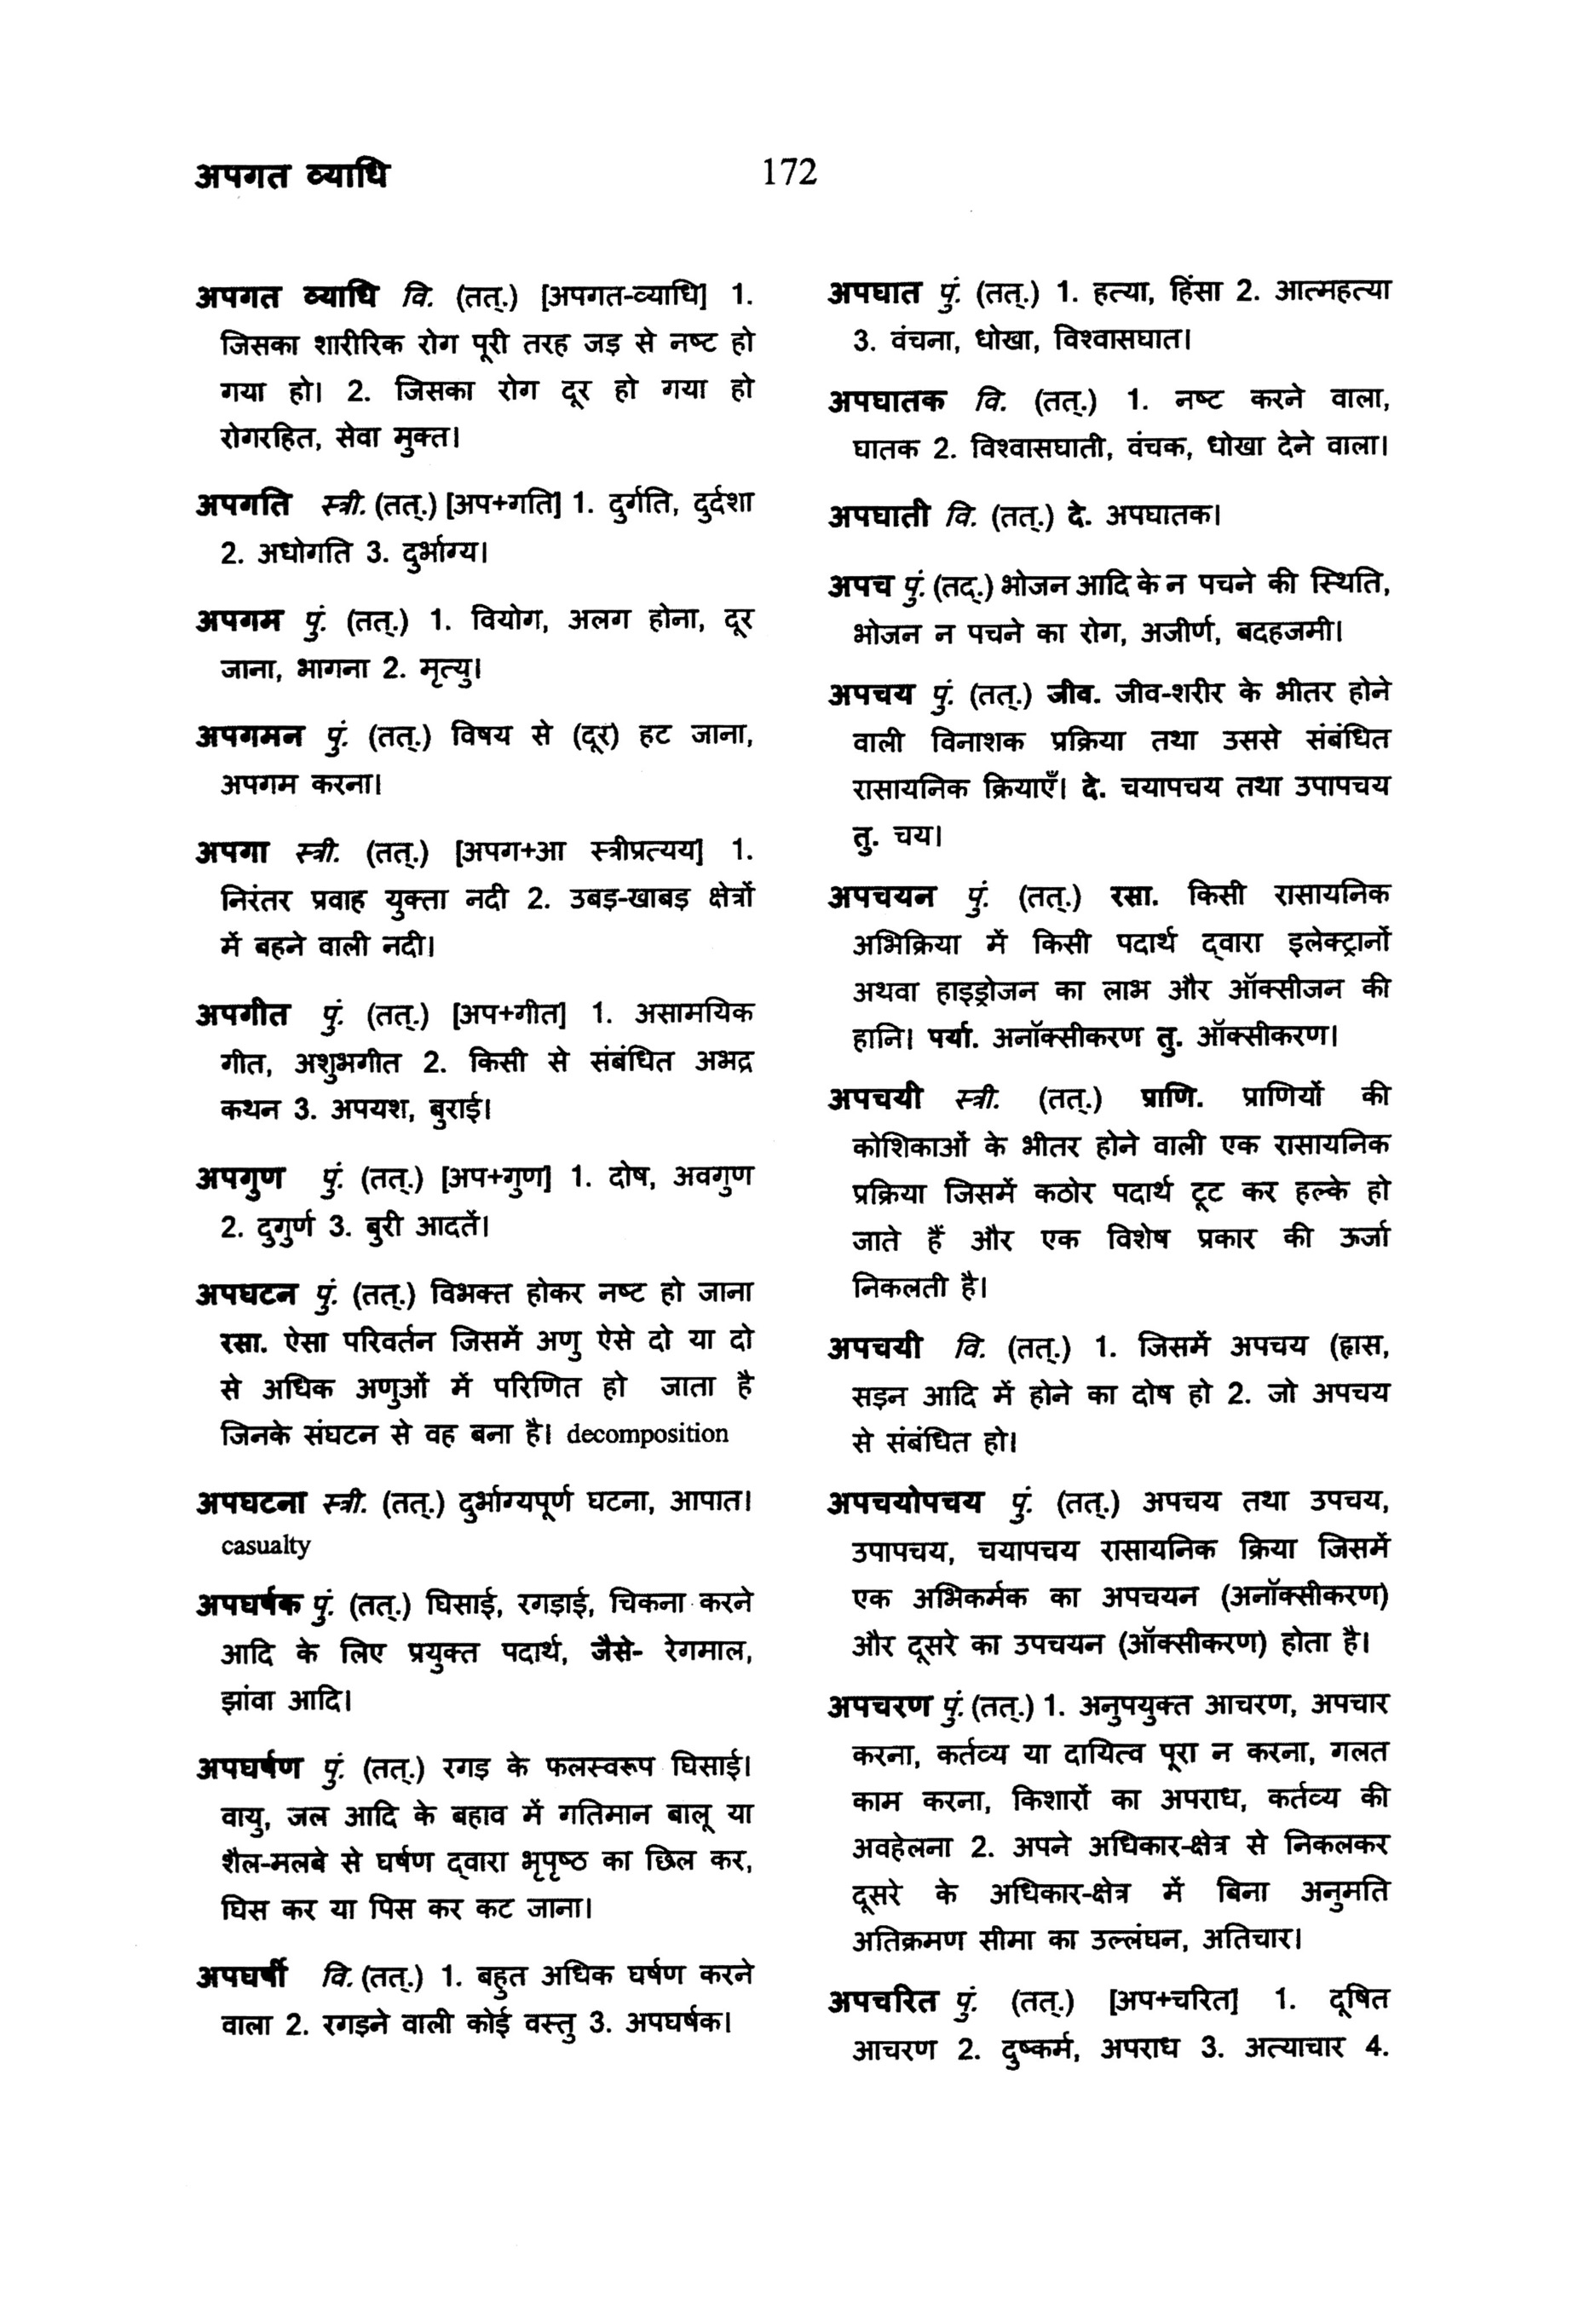 अपगत व्याधि
172
अपगत व्याधि वि. (तत्.) [अपगत-व्याधि] 1.
जिसका शारीरिक रोग पूरी तरह जड़ से नष्ट हो
गया हो। 2. जिसका रोग दूर हो गया हो
रोगरहित, सेवा मुक्त।
अपगति स्त्री. (तत्.) [अप+गति] 1. दुर्गति, दुर्दशा
2. अधोगति 3. दुर्भाग्य।
अपगम पुं. (तत्.) 1. वियोग, अलग होना, दूर
जाना, भागना 2. मृत्यु।
अपगमन पुं. (तत्.) विषय से (दूर) हट जाना,
अपगम करना।
अपगा स्त्री. (तत्.) [अपग+आ स्त्रीप्रत्यय] 1.
निरंतर प्रवाह युक्ता नदी 2. उबड़-खाबड़ क्षेत्रों
में बहने वाली नदी।
अपगीत पुं. (तत्.) [अप+गीत] 1. असामयिक
गीत, अशुभगीत 2. किसी से संबंधित अभद्र
कथन 3. अपयश, बुराई।
अपगुण पुं. (तत्.) [अप+गुण] 1. दोष, अवगुण
2. दुगुर्ण 3. बुरी आदतें।
अपघटन पुं. (तत्.) विभक्त होकर नष्ट हो जाना
रसा. ऐसा परिवर्तन जिसमें अणु ऐसे दो या दो
से अधिक अणुओं में परिणित हो जाता है
जिनके संघटन से वह बना है। decomposition
अपघटना स्त्री. (तत्.) दुर्भाग्यपूर्ण घटना, आपात।
casualty
अपघर्षक पुं. (तत्.) घिसाई, रगड़ाई, चिकना करने
आदि के लिए प्रयुक्त पदार्थ, जैसे- रेगमाल,
झांवा आदि।
अपघर्षण पुं. (तत्.) रगड़ के फलस्वरूप घिसाई।
वायु, जल आदि के बहाव में गतिमान बालू या
शैल-मलबे से घर्षण द्वारा भृपृष्ठ का छिल कर,
घिस कर या पिस कर कट जाना।
अपघर्षी वि. (तत्.) 1. बहुत अधिक घर्षण करने
वाला 2. रगड़ने वाली कोई वस्तु 3. अपघर्षक।
अपघात पुं. (तत्.) 1. हत्या, हिंसा 2. आत्महत्या
3. वंचना, धोखा, विश्वासघात।
अपघातक वि. (तत्.) 1. नष्ट करने वाला,
घातक 2. विश्वासघाती, वंचक, धोखा देने वाला।
अपघाती वि. (तत्.) दे. अपघातक।
अपच पुं. (तद्.) भोजन आदि के न पचने की स्थिति,
भोजन न पचने का रोग, अजीर्ण, बदहजमी।
अपचय पुं. (तत्.) जीव. जीव-शरीर के भीतर होने
वाली विनाशक प्रक्रिया तथा उससे संबंधित
रासायनिक क्रियाएँ। दे. चयापचय तथा उपापचय
तु. चय।
अपचयन पुं. (तत्.) रसा. किसी रासायनिक
अभिक्रिया में किसी पदार्थ द्वारा इलेक्ट्रानों
अथवा हाइड्रोजन का लाभ और ऑक्सीजन की
हानि। पर्या. अनॉक्सीकरण तु. ऑक्सीकरण।
अपचयी स्त्री. (तत्.) प्राणि. प्राणियों की
कोशिकाओं के भीतर होने वाली एक रासायनिक
प्रक्रिया जिसमें कठोर पदार्थ टूट कर हल्के हो
जाते हैं और एक विशेष प्रकार की ऊर्जा
निकलती है।
अपचयी वि. (तत्.) 1. जिसमें अपचय (ह्रास,
सड़न आदि में होने का दोष हो 2. जो अपचय
से संबंधित हो।
अपचयोपचय पुं. (तत्.) अपचय तथा उपचय,
उपापचय, चयापचय रासायनिक क्रिया जिसमें
एक अभिकर्मक का अपचयन (अनॉक्सीकरण)
और दूसरे का उपचयन (ऑक्सीकरण) होता है।
अपचरण पुं. (तत्.) 1. अनुपयुक्त आचरण, अपचार
करना, कर्तव्य या दायित्व पूरा न करना, गलत
काम करना, किशारों का अपराध, कर्तव्य की
अवहेलना 2. अपने अधिकार-क्षेत्र से निकलकर
दूसरे के अधिकार-क्षेत्र में बिना अनुमति
अतिक्रमण सीमा का उल्लंघन, अतिचार।
अपचरित पुं. (तत्.) [अप+चरित] 1. दूषित
आचरण 2. दुष्कर्म, अपराध 3. अत्याचार 4.